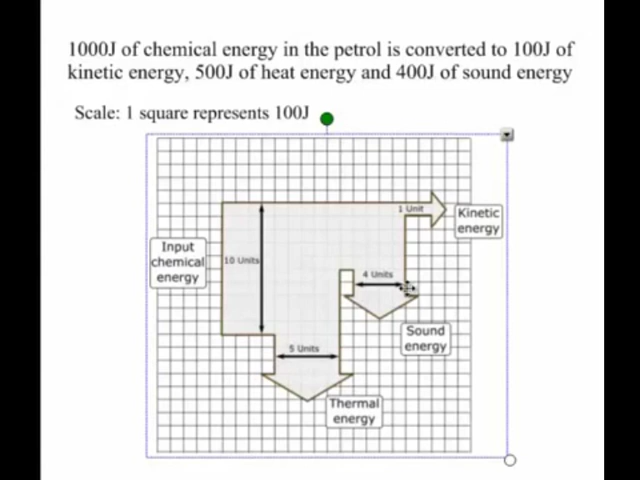 1000J of chemical energy in the petrol is converted to 100J of
kinetic energy, 500J of heat energy and 400J of sound energy
Scale: 1 square represents 100J
1 Unit
Kinetic
energy
Input
chemical
energy
10 Units
4 Units
Sound
energy
5 Units
Thermal
energy